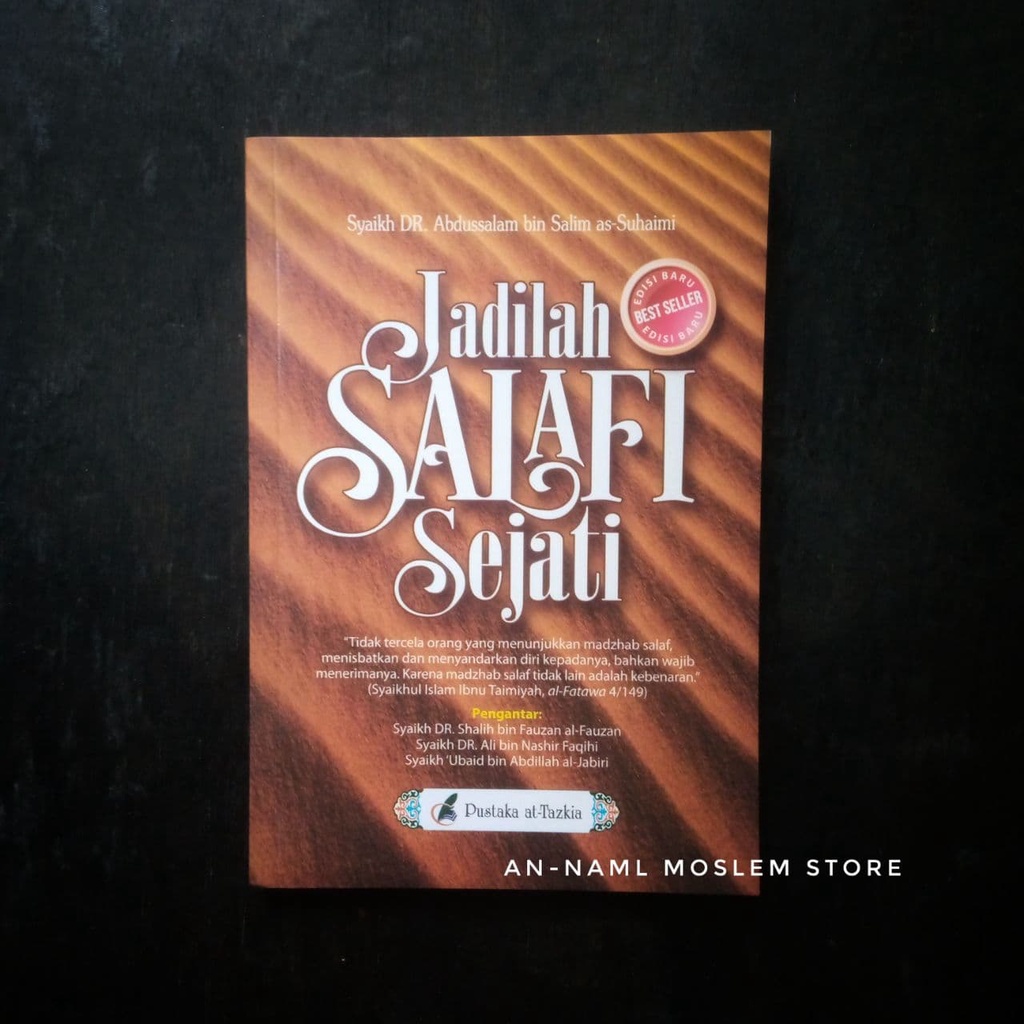 Syaikh DR. Abdussalam bin Salim as-Suhaimi
Jadilah
SALAFI
Sejati
EDISI BARU
BEST SELLER
EDISI BARU
"Tidak tercela orang yang menunjukkan madzhab salaf,
menisbatkan dan menyandarkan diri kepadanya, bahkan wajib
menerimanya. Karena madzhab salaf tidak lain adalah kebenaran."
(Syaikhul Islam Ibnu Taimiyah, al-Fatawa 4/149)
Pengantar:
Syaikh DR. Shalih bin Fauzan al-Fauzan
Syaikh DR. Ali bin Nashir Faqihi
Syaikh 'Ubaid bin Abdillah al-Jabiri
Pustaka at-Tazkia
AN-NAML MOSLEM STORE